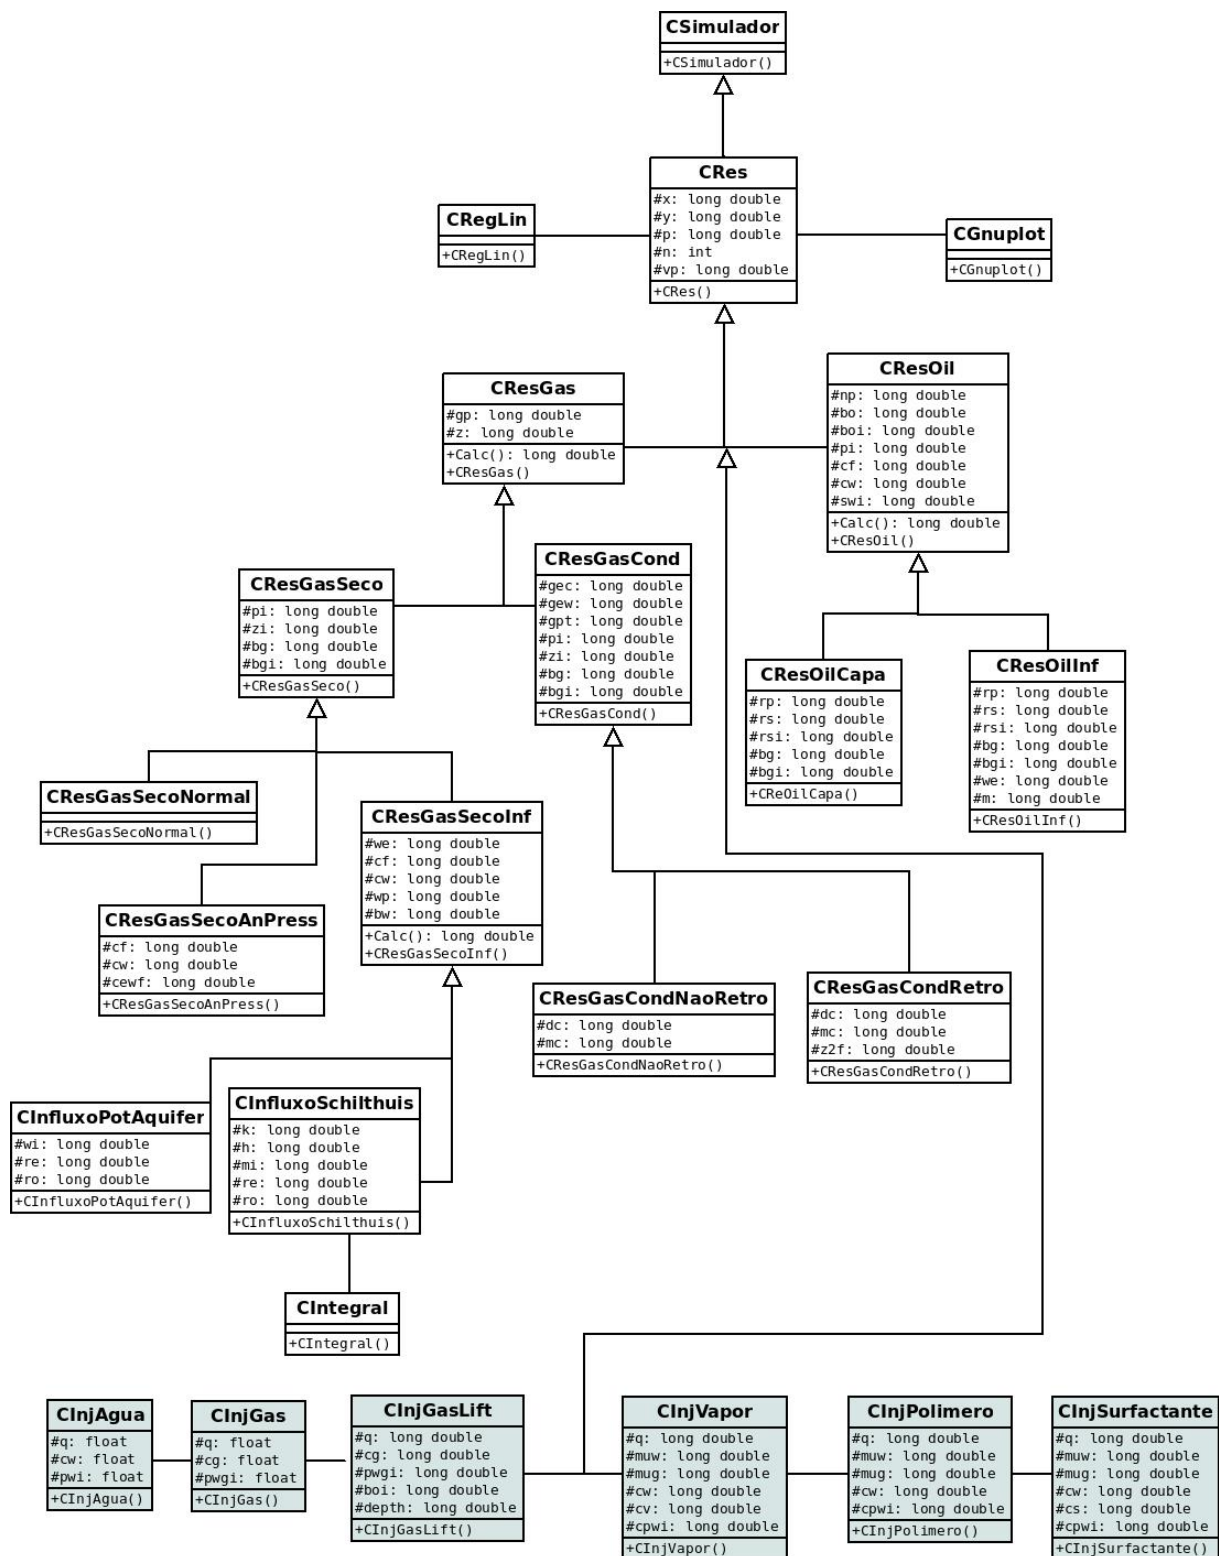 CSimulador
+CSimulador()
CRes
#x: long double
#y: long double
#p: long double
#n: int
#vp: long double
+CRes()
CRegLin
+CRegLin()
CGnuplot
+CGnuplot()
CResGas
#gp: long double
#z: long double
+Calc(): long double
+CResGas()
CResOil
#np: long double
#bo: long double
#boi: long double
#pi: long double
#cf: long double
#cw: long double
#swi: long double
+Calc(): long double
+CResOil()
CResGasSeco
#pi: long double
#zi: long double
#bg: long double
#bgi: long double
+CResGasSeco()
CResGasCond
#gec: long double
#gew: long double
#gpt: long double
#pi: long double
#zi: long double
#bg: long double
#bgi: long double
+CResGasCond()
CResOilCapa
#rp: long double
#rs: long double
#rsi: long double
#bg: long double
#bgi: long double
+CReOilCapa()
CResOilInf
#rp: long double
#rs: long double
#rsi: long double
#bg: long double
#bgi: long double
#we: long double
#m: long double
+CResOilInf()
CResGasSecoNormal
+CResGasSecoNormal()
CResGasSecoInf
#we: long double
#cf: long double
#cw: long double
#wp: long double
#bw: long double
+Calc(): long double
+CResGasSecoInf()
CResGasSecoAnPress
#cf: long double
#cw: long double
#cewf: long double
+CResGasSecoAnPress()
CResGasCondNaoRetro
#dc: long double
#mc: long double
+CResGasCondNaoRetro()
CResGasCondRetro
#dc: long double
#mc: long double
#z2f: long double
+CResGasCondRetro()
CInfluxoPotAquifer
#wi: long double
#re: long double
#ro: long double
+CInfluxoPotAquifer()
CInfluxoSchilthuis
#k: long double
#h: long double
#mi: long double
#re: long double
#ro: long double
+CInfluxoSchilthuis()
CIntegral
+CIntegral()
CInjAgua
#q: float
#cw: float
#pwi: float
+CInjAgua()
CInjGas
#q: float
#cg: float
#pwgi: float
+CInjGas()
CInjGasLift
#q: long double
#cg: long double
#pwgi: long double
#boi: long double
#depth: long double
+CInjGasLift()
CInjVapor
#q: long double
#muw: long double
#mug: long double
#cw: long double
#cv: long double
#cpwi: long double
+CInjVapor()
CInjPolimero
#q: long double
#muw: long double
#mug: long double
#cw: long double
#cpwi: long double
+CInjPolimero()
CInjSurfactante
#q: long double
#muw: long double
#mug: long double
#cw: long double
#cs: long double
#cpwi: long double
+CInjSurfactante()